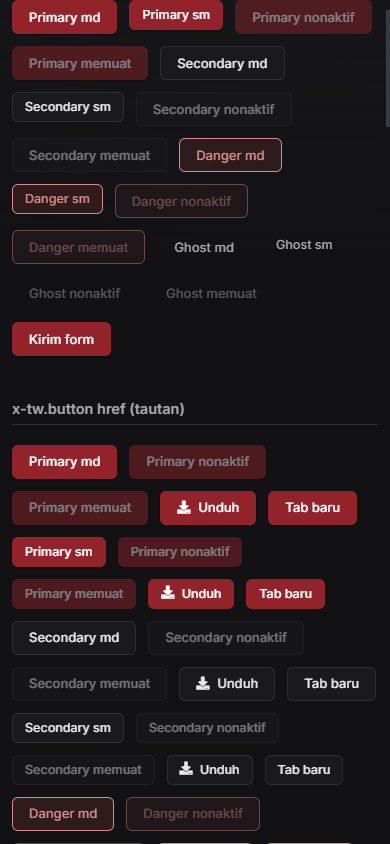 Primary md Primary sm Primary nonaktif
Primary memuat Secondary md
Secondary sm Secondary nonaktif
Secondary memuat Danger md
Danger sm Danger nonaktif
Danger memuat Ghost md Ghost sm
Ghost nonaktif Ghost memuat
Kirim form
x-tw.button href (tautan)
Primary md Primary nonaktif
Primary memuat Unduh Tab baru
Primary sm Primary nonaktif
Primary memuat Unduh Tab baru
Secondary md Secondary nonaktif
Secondary memuat Unduh Tab baru
Secondary sm Secondary nonaktif
Secondary memuat Unduh Tab baru
Danger md Danger nonaktif